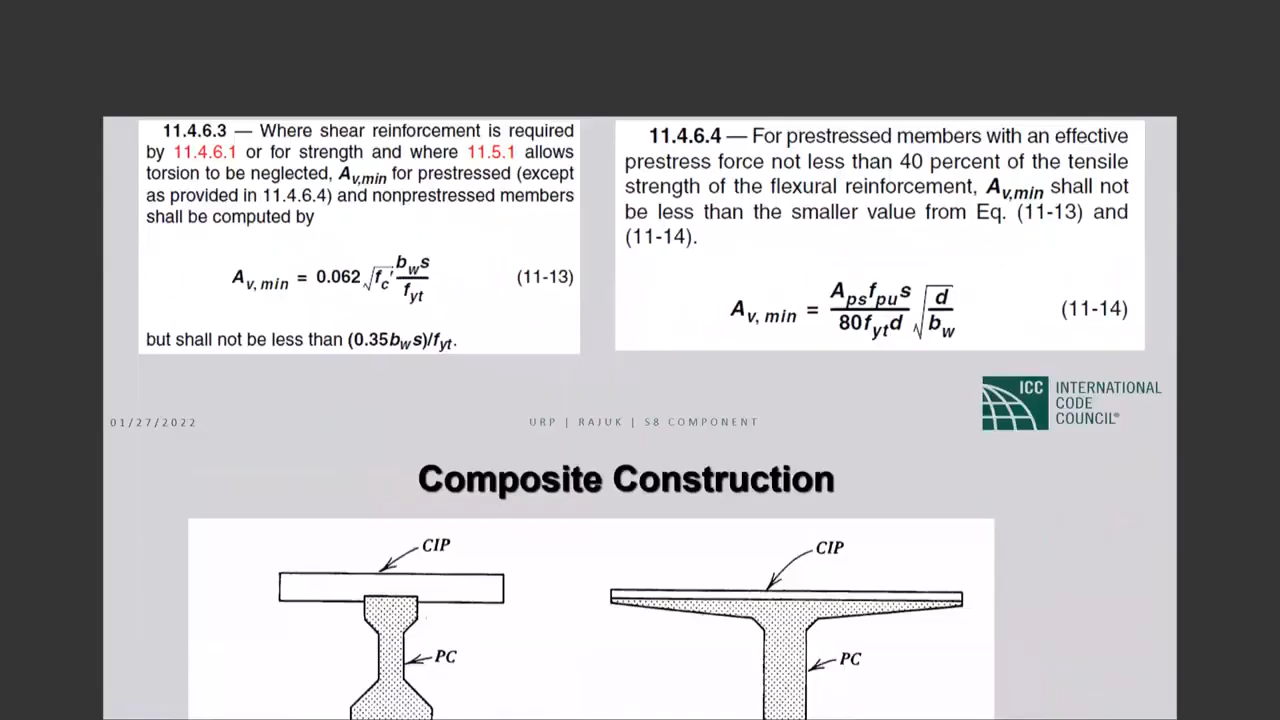 11.4.6.3 — Where shear reinforcement is required
by 11.4.6.1 or for strength and where 11.5.1 allows
torsion to be neglected, Av,min for prestressed (except
as provided in 11.4.6.4) and nonprestressed members
shall be computed by
Av, min = 0.062 √fc′ bws/fyt (11-13)
but shall not be less than (0.35bws)/fyt.
11.4.6.4 — For prestressed members with an effective
prestress force not less than 40 percent of the tensile
strength of the flexural reinforcement, Av,min shall not
be less than the smaller value from Eq. (11-13) and
(11-14).
Av, min = Apsfpus/80fytd √d/bw (11-14)
ICC INTERNATIONAL
CODE
COUNCIL®
01/27/2022
URP | RAJUK | S8 COMPONENT
Composite Construction
CIP
CIP
PC
PC